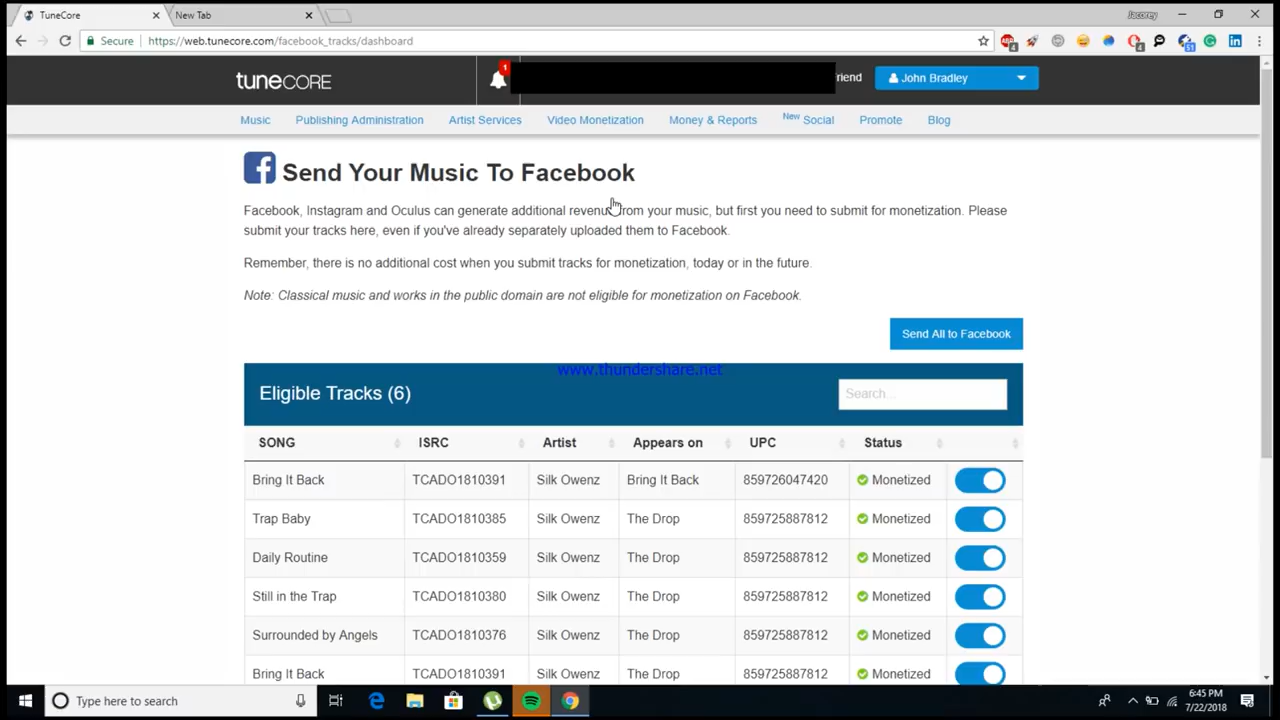 TuneCore
New Tab
Jacorey
Secure
https://web.tunecore.com/facebook_tracks/dashboard
4
4
51
tunecore
1
riend
John Bradley
Music
Publishing Administration
Artist Services
Video Monetization
Money & Reports
New Social
Promote
Blog
Send Your Music To Facebook
Facebook, Instagram and Oculus can generate additional revenue from your music, but first you need to submit for monetization. Please
submit your tracks here, even if you've already separately uploaded them to Facebook.
Remember, there is no additional cost when you submit tracks for monetization, today or in the future.
Note: Classical music and works in the public domain are not eligible for monetization on Facebook.
Send All to Facebook
www.thundershare.net
Eligible Tracks (6)
Search...
SONG ISRC Artist Appears on UPC Status
Bring It Back TCADO1810391 Silk Owenz Bring It Back 859726047420 Monetized
Trap Baby TCADO1810385 Silk Owenz The Drop 859725887812 Monetized
Daily Routine TCADO1810359 Silk Owenz The Drop 859725887812 Monetized
Still in the Trap TCADO1810380 Silk Owenz The Drop 859725887812 Monetized
Surrounded by Angels TCADO1810376 Silk Owenz The Drop 859725887812 Monetized
Bring It Back TCADO1810391 Silk Owenz The Drop 859725887812 Monetized
Type here to search
6:45 PM
7/22/2018